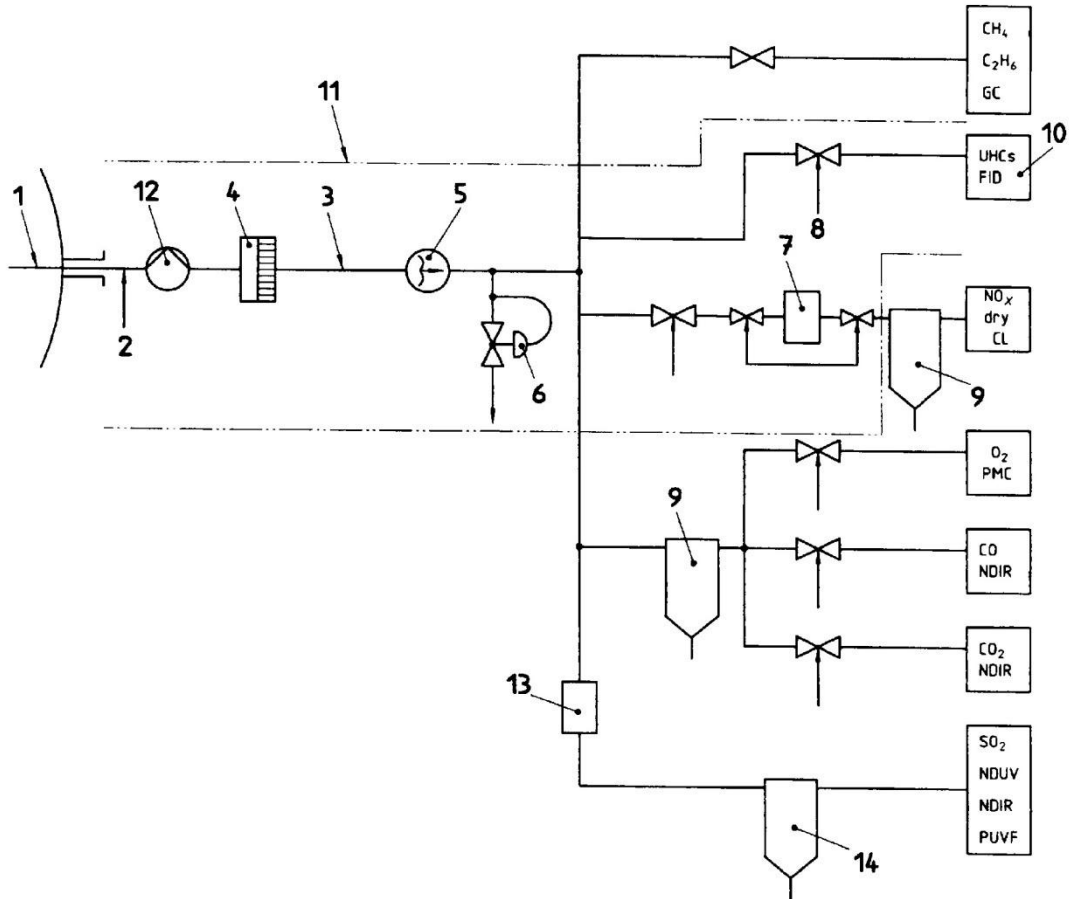 CH₄
C₂H₆
GC
11
10
UHCs
FID
1
12
4
3
5
8
7
NOₓ
dry
CL
2
6
9
O₂
PMC
9
CO
NDIR
CO₂
NDIR
13
SO₂
NDUV
NDIR
PUVF
14